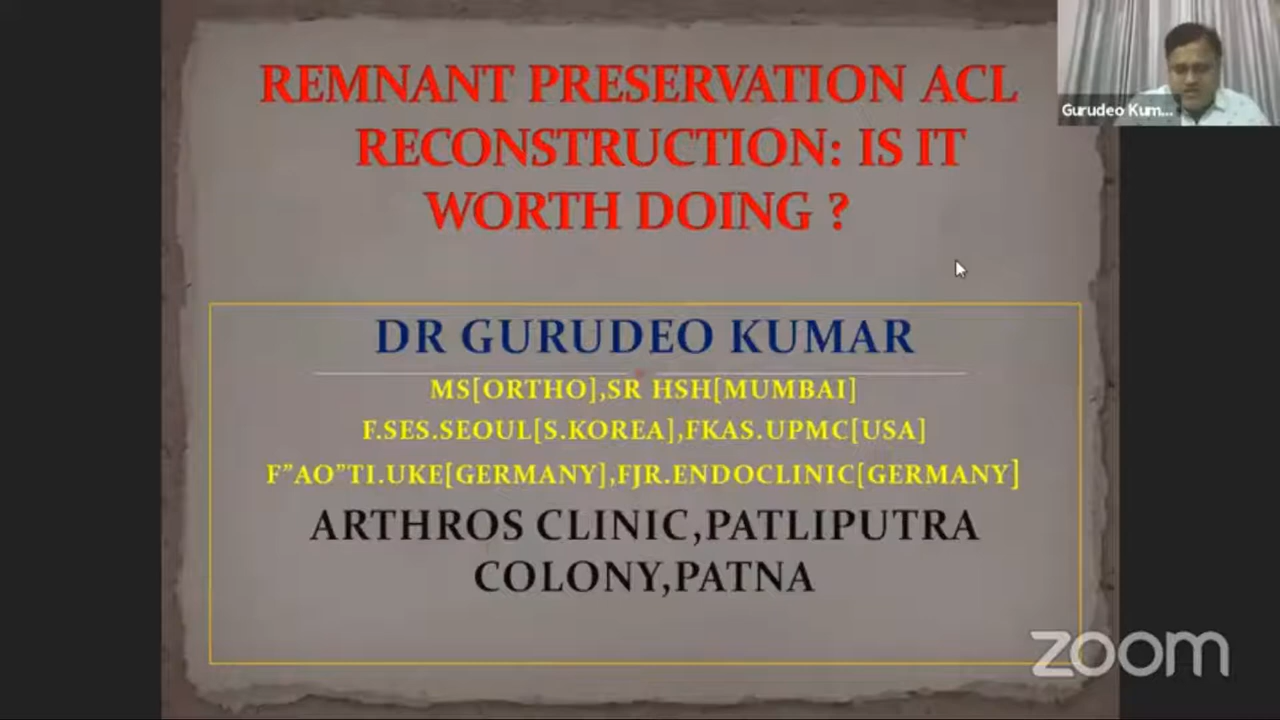 REMNANT PRESERVATION ACL
RECONSTRUCTION: IS IT
WORTH DOING ?
Gurudeo Kum...
DR GURUDEO KUMAR
MS[ORTHO],SR HSH[MUMBAI]
F.SES.SEOUL[S.KOREA],FKAS.UPMC[USA]
F”AO”TI.UKE[GERMANY],FJR.ENDOCLINIC[GERMANY]
ARTHROS CLINIC,PATLIPUTRA
COLONY,PATNA
zoom